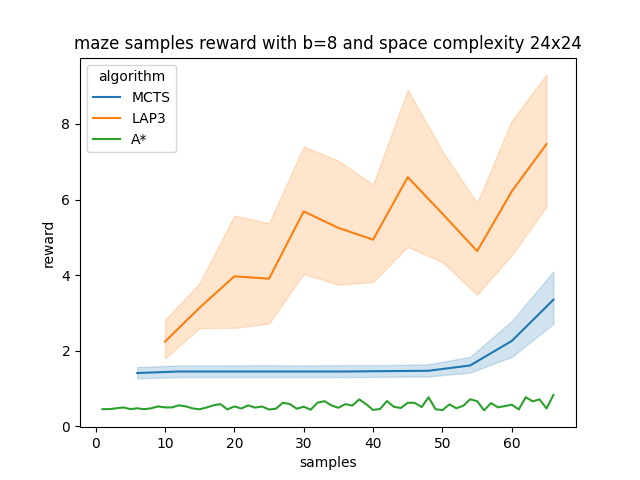 maze samples reward with b=8 and space complexity 24x24
algorithm
MCTS
LAP3
A*
8
6
4
2
0
reward
0 10 20 30 40 50 60
samples